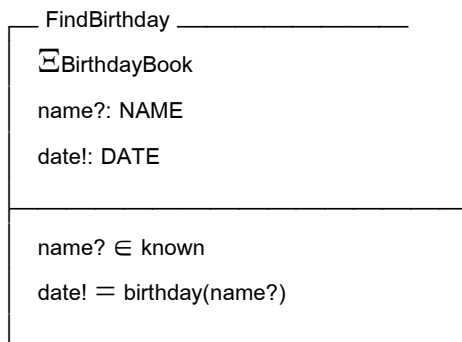 FindBirthday
ΞBirthdayBook
name?: NAME
date!: DATE
name? ∈ known
date! = birthday(name?)